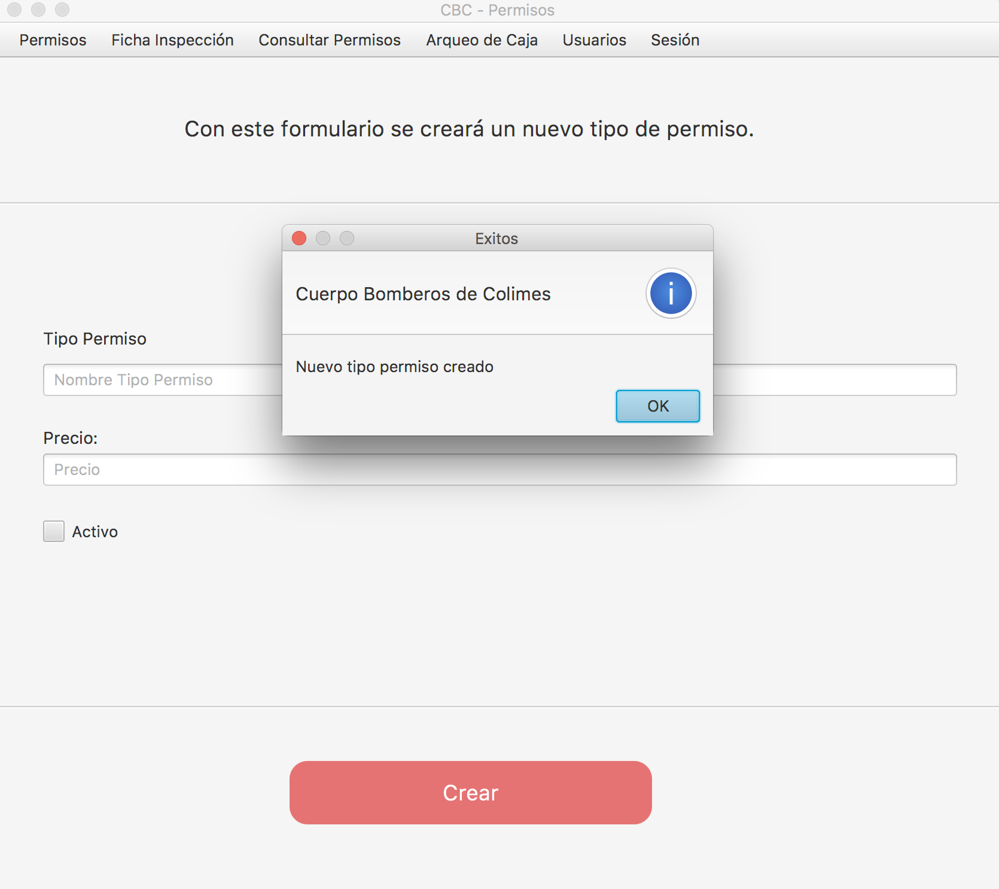 CBC - Permisos
Permisos Ficha Inspección Consultar Permisos Arqueo de Caja Usuarios Sesión
Con este formulario se creará un nuevo tipo de permiso.
Exitos
Cuerpo Bomberos de Colimes
i
Nuevo tipo permiso creado
OK
Tipo Permiso
Nombre Tipo Permiso
Precio:
Precio
Activo
Crear